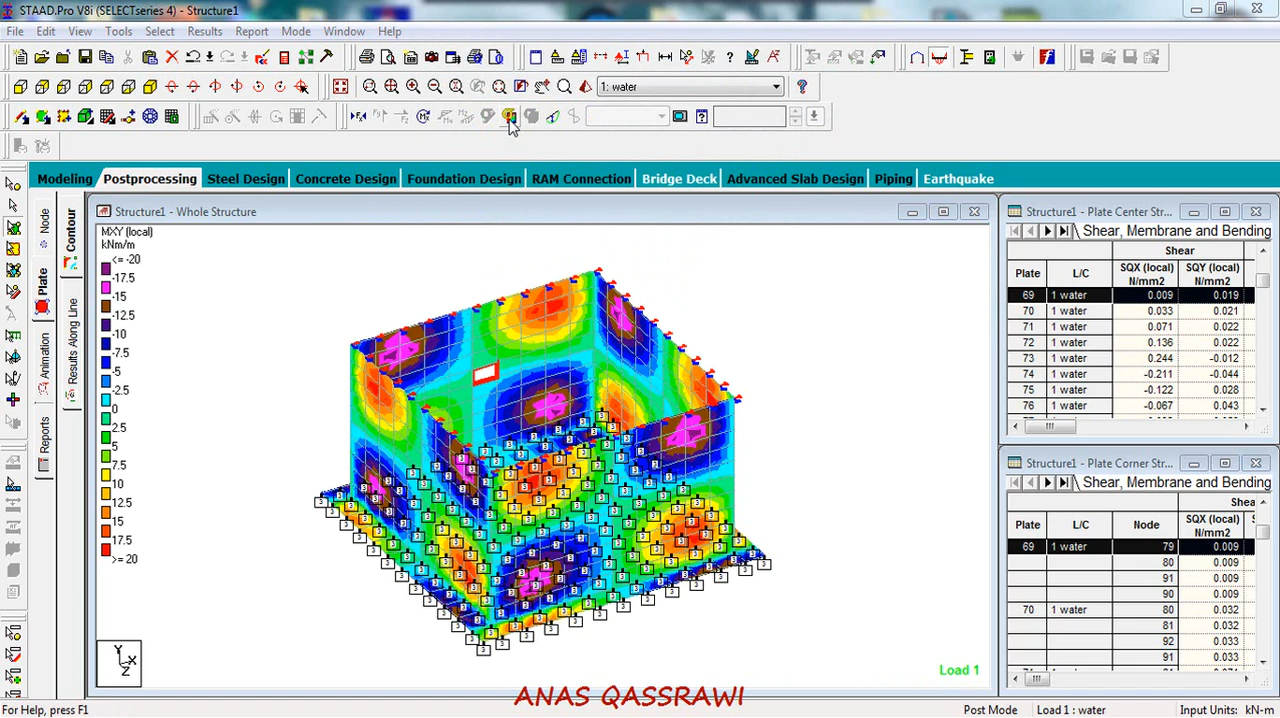 STAAD.Pro V8i (SELECTseries 4) - Structure1
File Edit View Tools Select Results Report Mode Window Help
1: water
Modeling Postprocessing Steel Design Concrete Design Foundation Design RAM Connection Bridge Deck Advanced Slab Design Piping Earthquake
Node
Plate
Animation
Reports
Contour
Results Along Line
Structure1 - Whole Structure
MXY (local)
kNm/m
<= -20
-17.5
-15
-12.5
-10
-7.5
-5
-2.5
0
2.5
5
7.5
10
12.5
15
17.5
>= 20
Y
X
Z
Load 1
Structure1 - Plate Center Str...
Shear, Membrane and Bending
Shear
Plate L/C SQX (local) N/mm2 SQY (local) N/mm2
69 1 water 0.009 0.019
70 1 water 0.033 0.021
71 1 water 0.071 0.022
72 1 water 0.136 0.022
73 1 water 0.244 -0.012
74 1 water -0.211 -0.044
75 1 water -0.122 0.028
76 1 water -0.067 0.043
Structure1 - Plate Corner Str...
Shear, Membrane and Bending
Shea
Plate L/C Node SQX (local) N/mm2
69 1 water 79 0.009
80 0.009
91 0.009
90 0.009
70 1 water 80 0.032
81 0.032
92 0.033
91 0.033
ANAS QASSRAWI
For Help, press F1 Post Mode Load 1 : water Input Units: kN-m